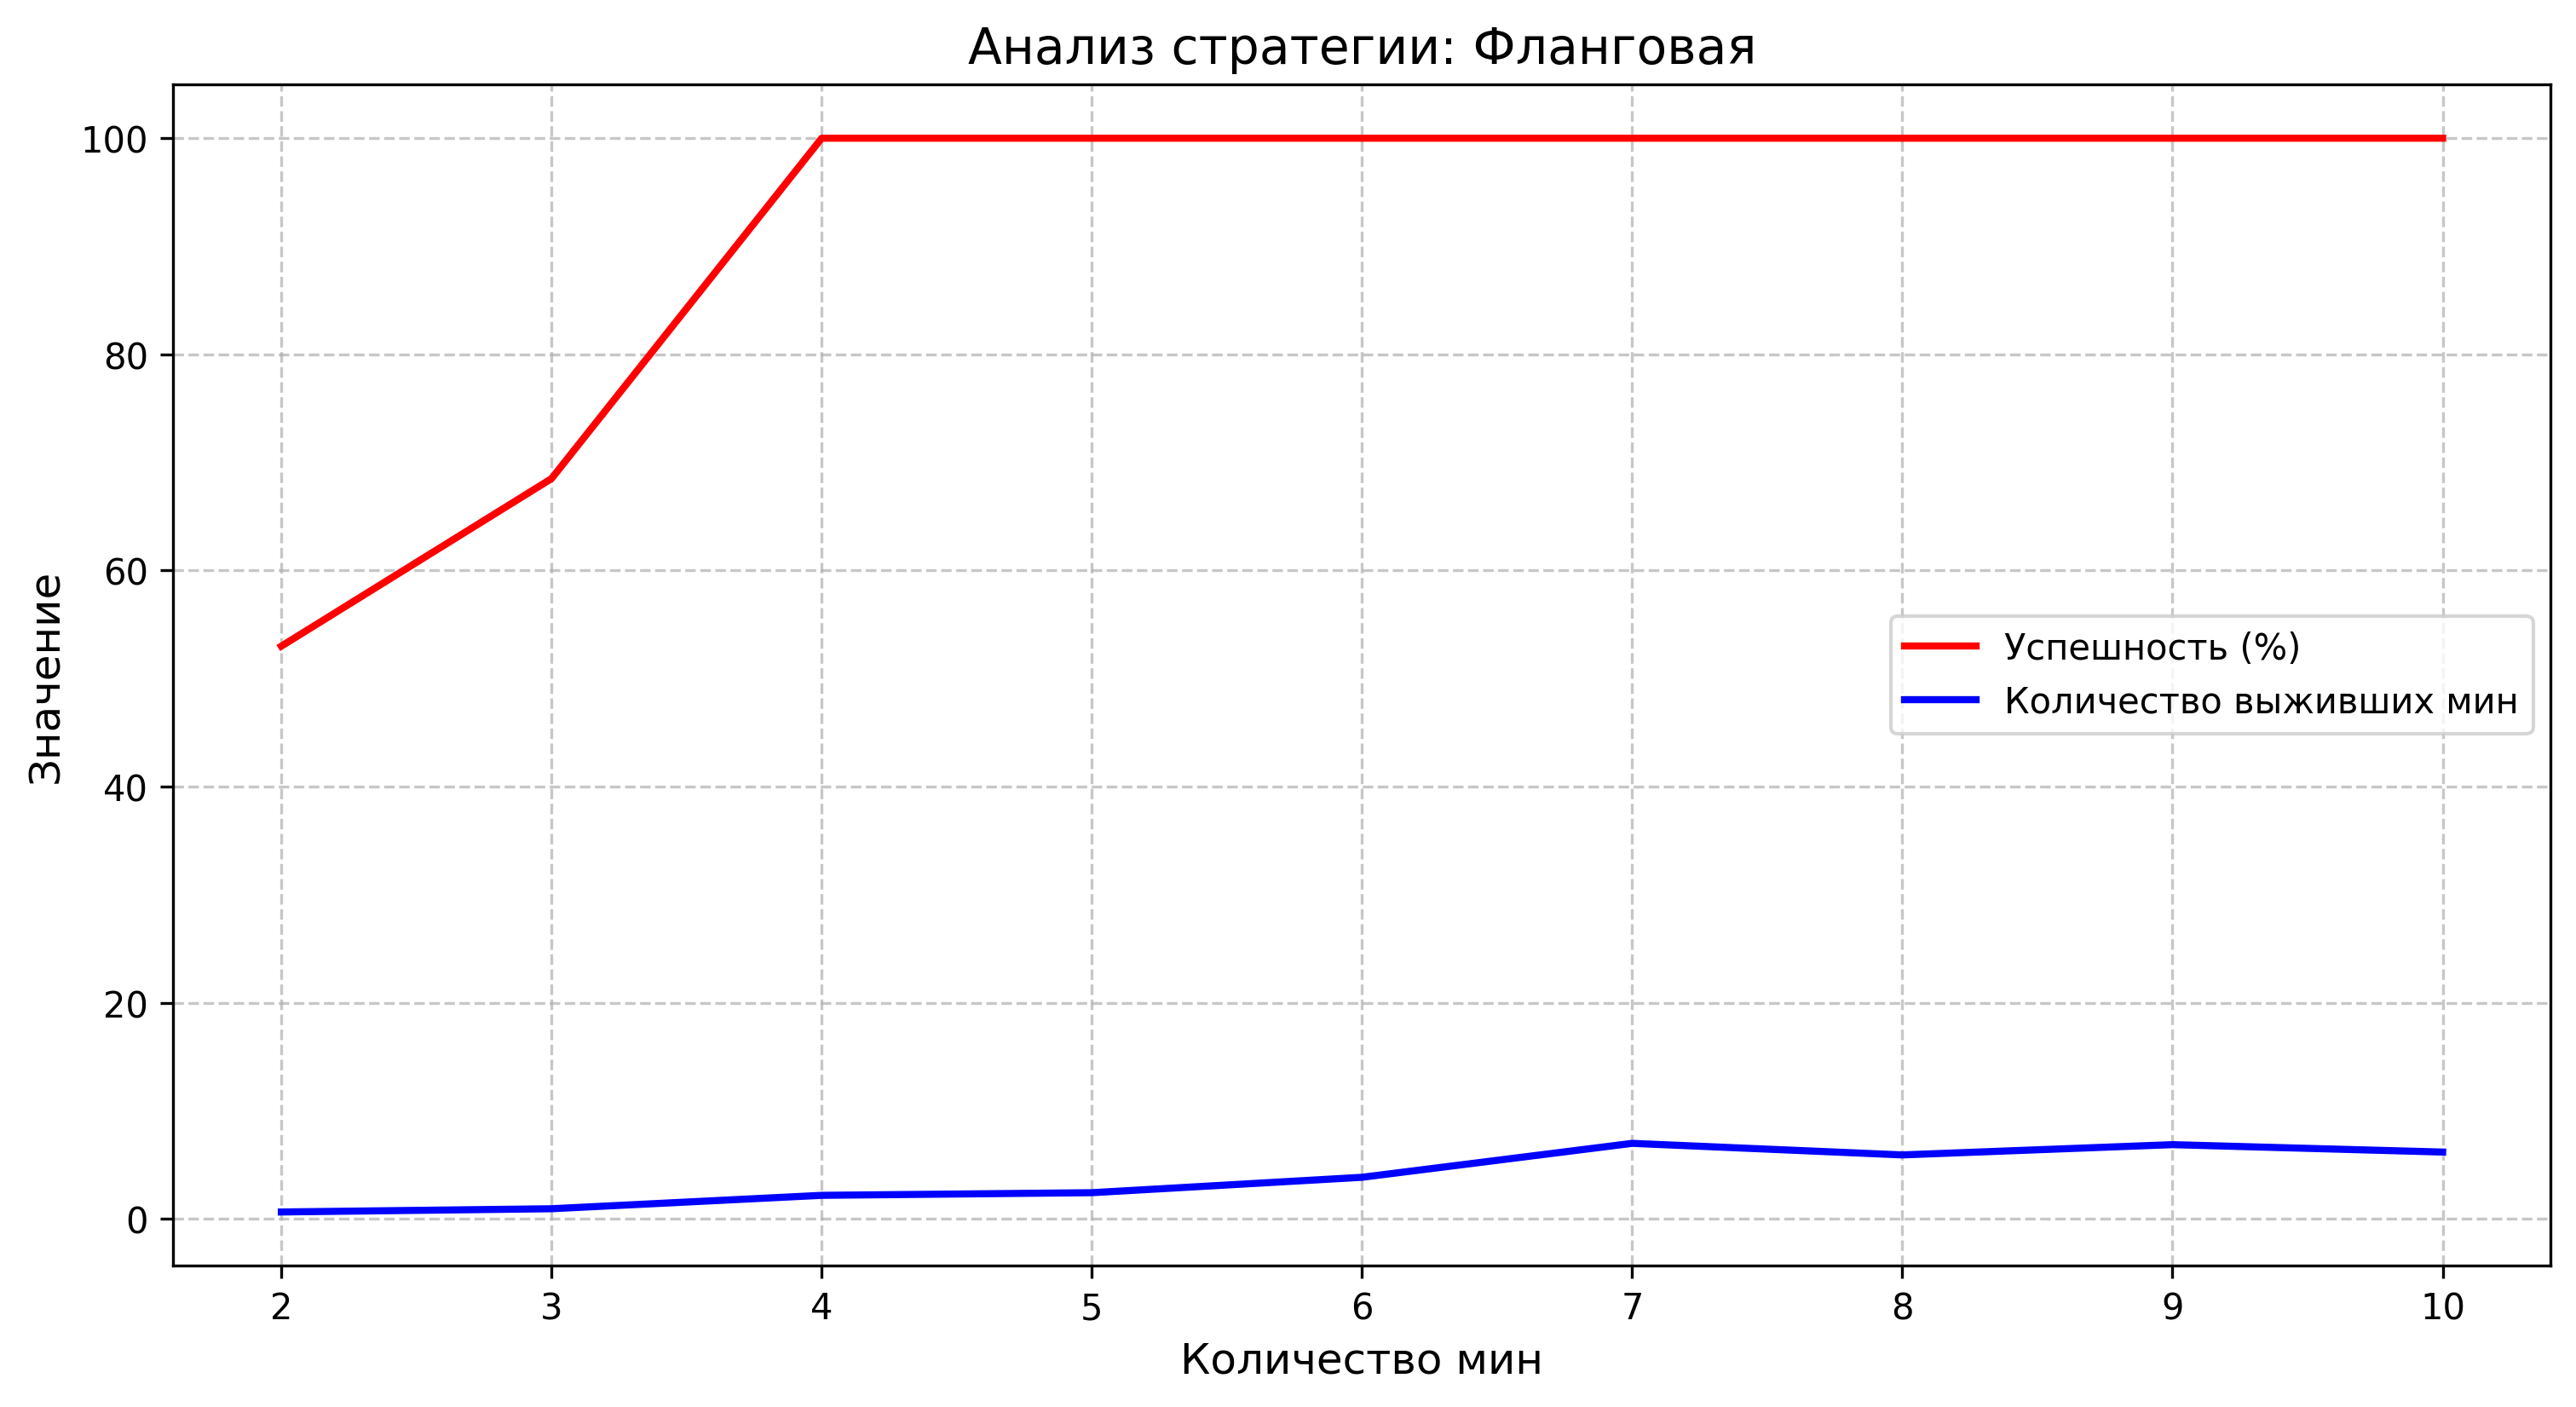 Анализ стратегии: Фланговая
Значение
100
80
60
40
20
0
Успешность (%)
Количество выживших мин
2 3 4 5 6 7 8 9 10
Количество мин